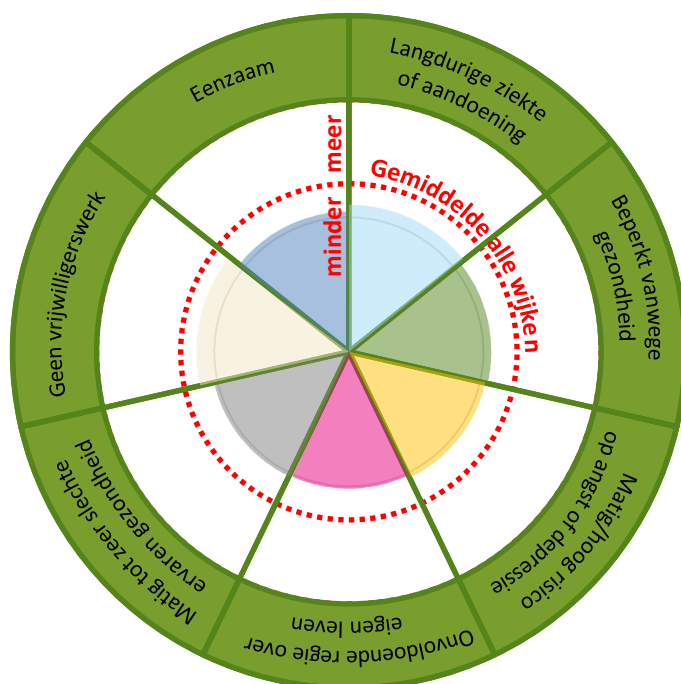 Langdurige ziekte
of aandoening
Beperkt vanwege
gezondheid
Matig/hoog risico
op angst of depressie
Onvoldoende regie over
eigen leven
Matig tot zeer slechte
ervaren gezondheid
Geen vrijwilligerswerk
Eenzaam
meer
minder
Gemiddelde alle wijken